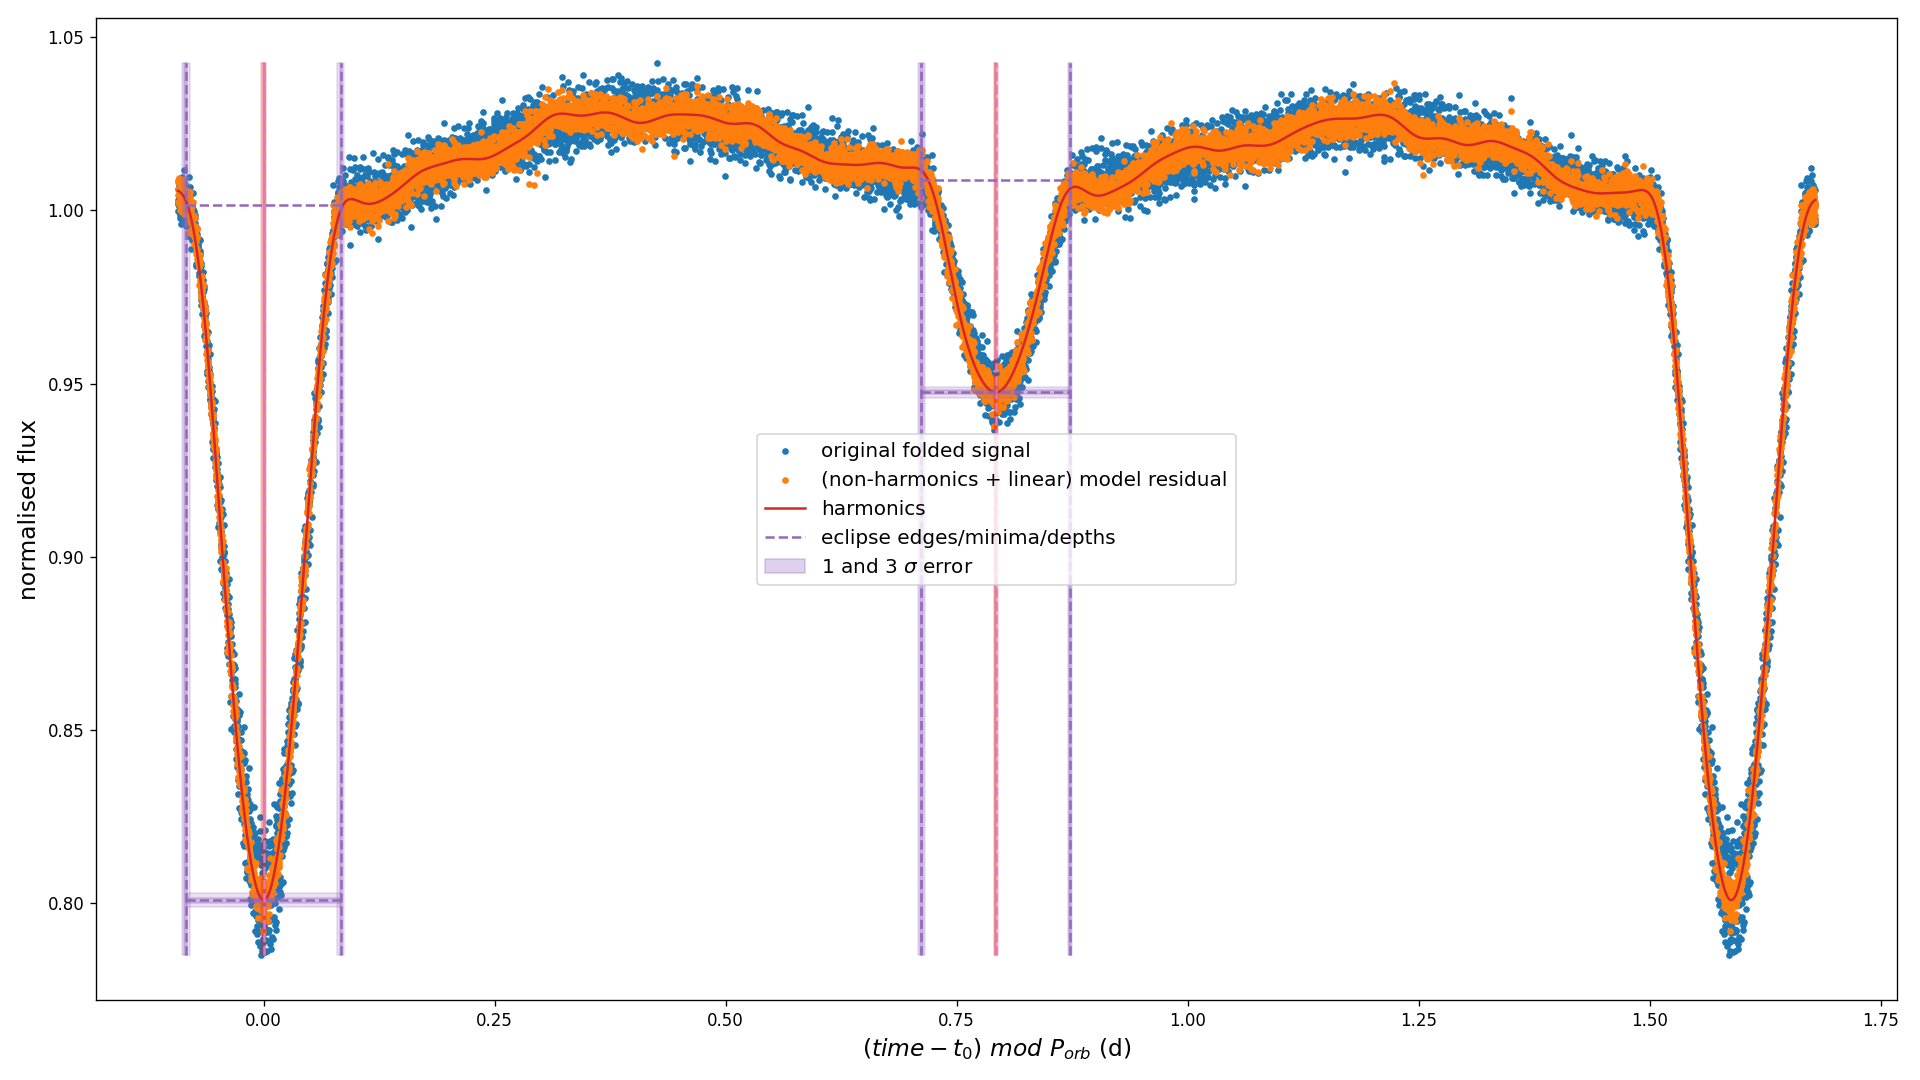 1.05
1.00
0.95
0.90
0.85
0.80
normalised flux
original folded signal
(non-harmonics + linear) model residual
harmonics
eclipse edges/minima/depths
1 and 3 σ error
0.00 0.25 0.50 0.75 1.00 1.25 1.50 1.75
(time − t₀) mod Pₒᵣb (d)